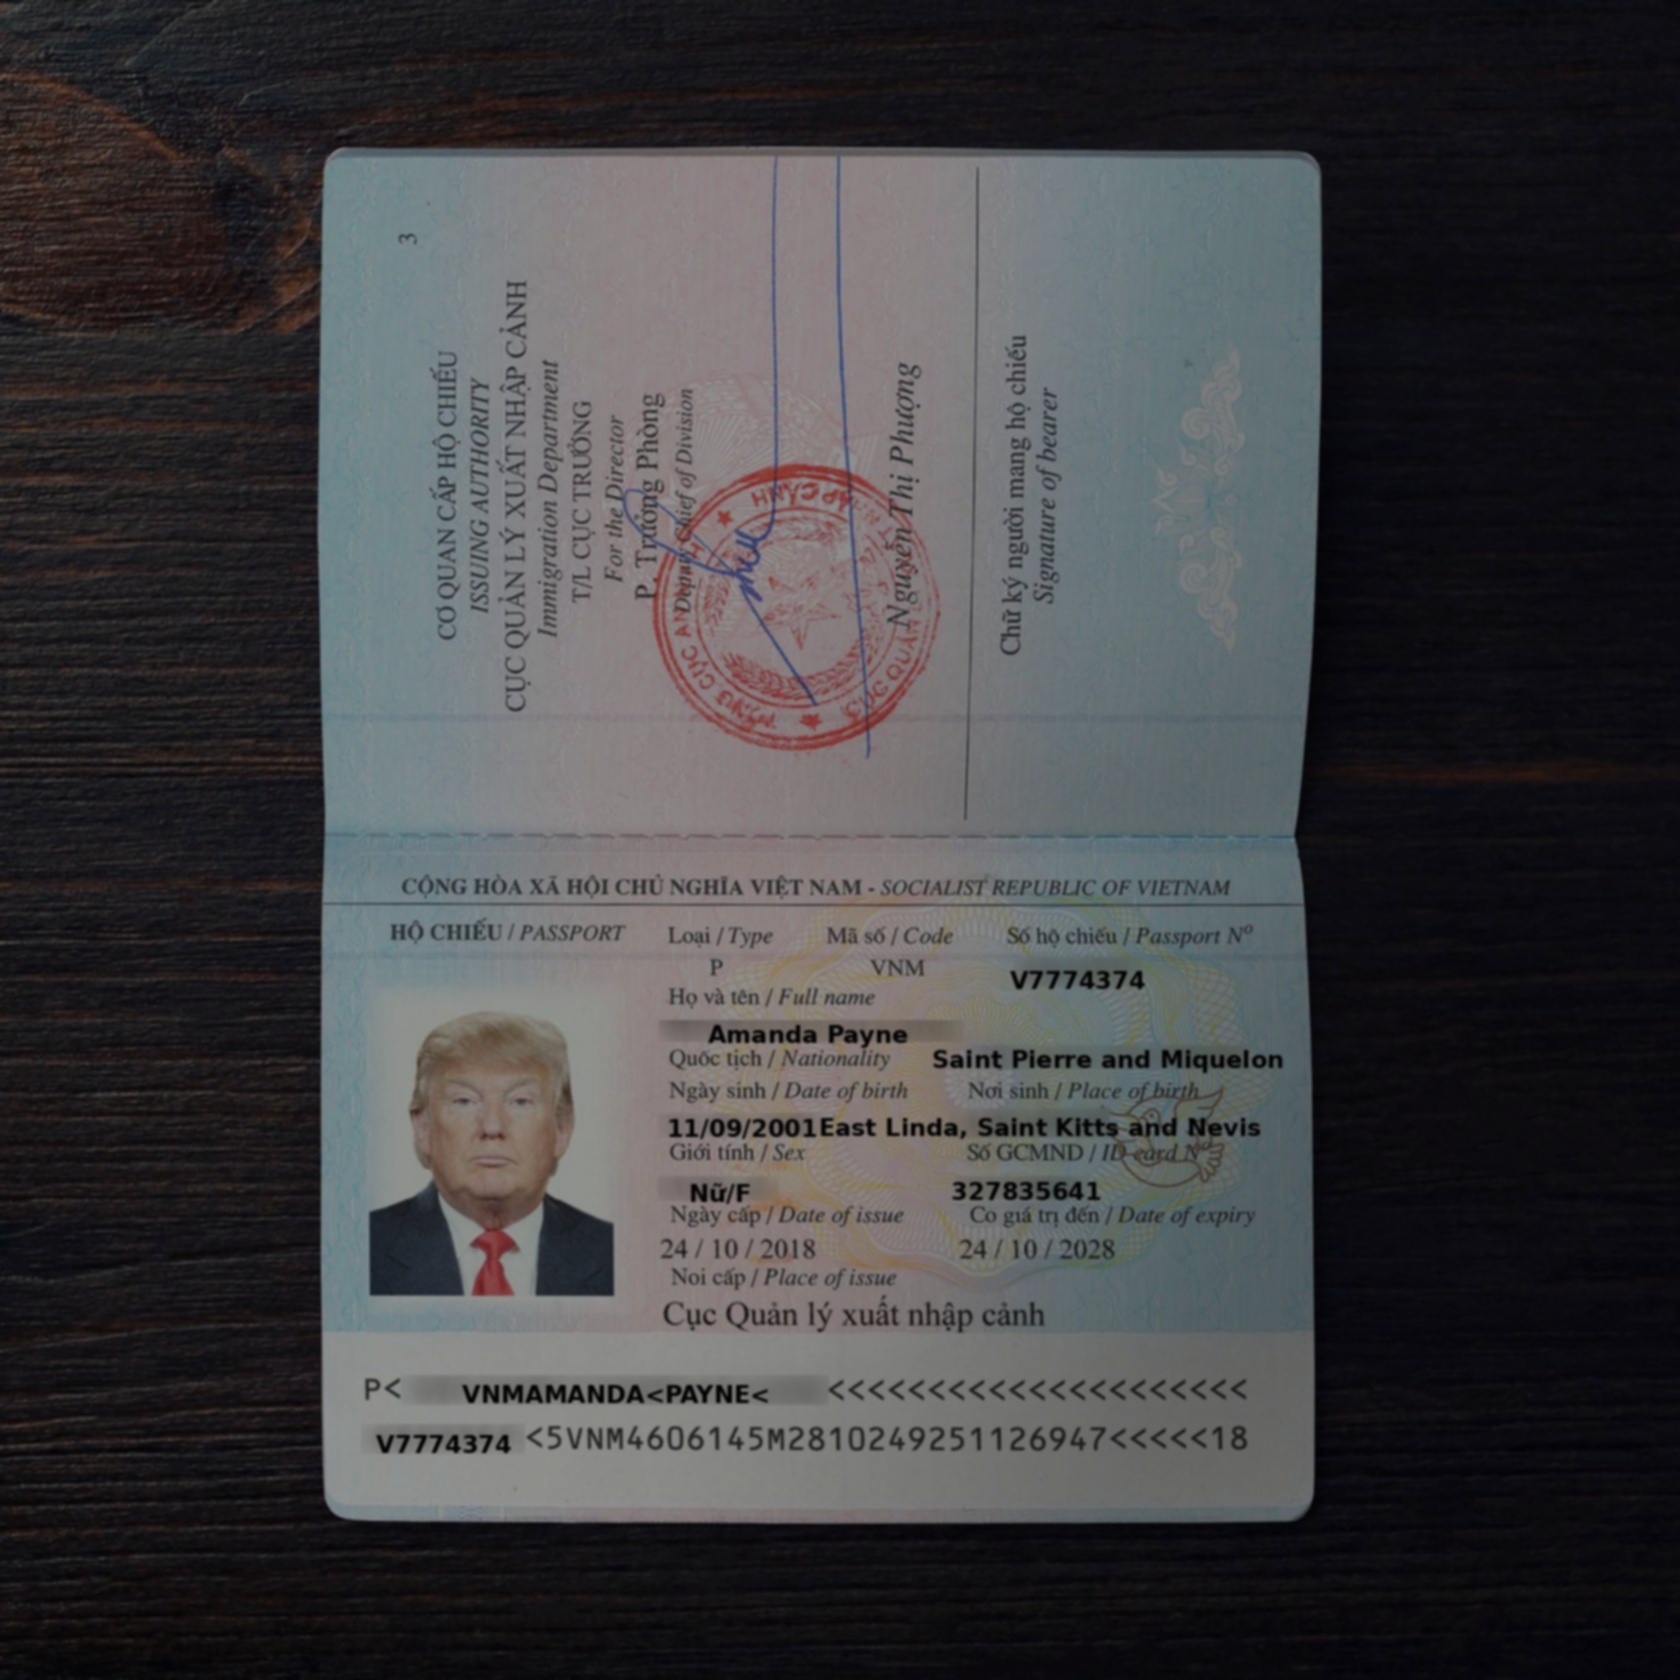 3
CƠ QUAN CẤP HỘ CHIẾU
ISSUING AUTHORITY
CỤC QUẢN LÝ XUẤT NHẬP CẢNH
Immigration Department
T/L CỤC TRƯỞNG
For the Director
P. Trưởng Phòng
Deputy Chief of Division
Nguyễn Thị Phượng
Chữ ký người mang hộ chiếu
Signature of bearer
CỘNG HÒA XÃ HỘI CHỦ NGHĨA VIỆT NAM - SOCIALIST REPUBLIC OF VIETNAM
HỘ CHIẾU / PASSPORT Loại / Type Mã số / Code Số hộ chiếu / Passport Nº
P VNM V7774374
Họ và tên / Full name
Amanda Payne
Quốc tịch / Nationality Saint Pierre and Miquelon
Ngày sinh / Date of birth Nơi sinh / Place of birth
11/09/2001 East Linda, Saint Kitts and Nevis
Giới tính / Sex Số GCMND / ID card Nº
Nữ/F 327835641
Ngày cấp / Date of issue Co giá trị đến / Date of expiry
24 / 10 / 2018 24 / 10 / 2028
Noi cấp / Place of issue
Cục Quản lý xuất nhập cảnh
P< VNMAMANDA<PAYNE< <<<<<<<<<<<<<<<<<<<<<
V7774374 <5VNM4606145M2810249251126947<<<<<18